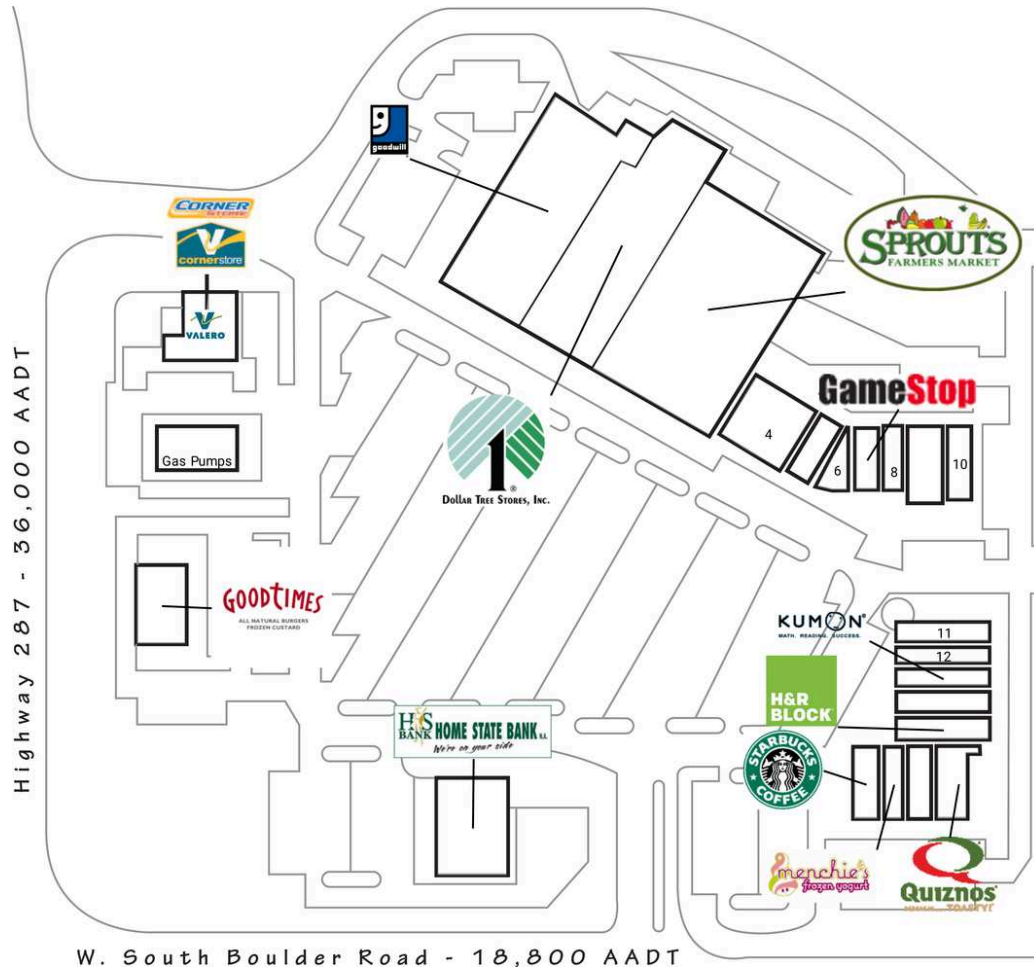 goodwill
CORNER
STORE
V
cornerstore
SPROUTS
FARMERS MARKET
V
VALERO
GameStop
4
6
8
10
Gas Pumps
1
DOLLAR TREE STORES, INC.
GOODTIMES
ALL NATURAL BURGERS
FROZEN CUSTARD
KUMON
MATH. READING. SUCCESS.
11
12
H&R
BLOCK
HSB
BANK HOME STATE BANK
We're on your side
STARBUCKS
COFFEE
menchie's
frozen yogurt
Quiznos
TOASTY!
Highway 287 - 36,000 AADT
W. South Boulder Road - 18,800 AADT